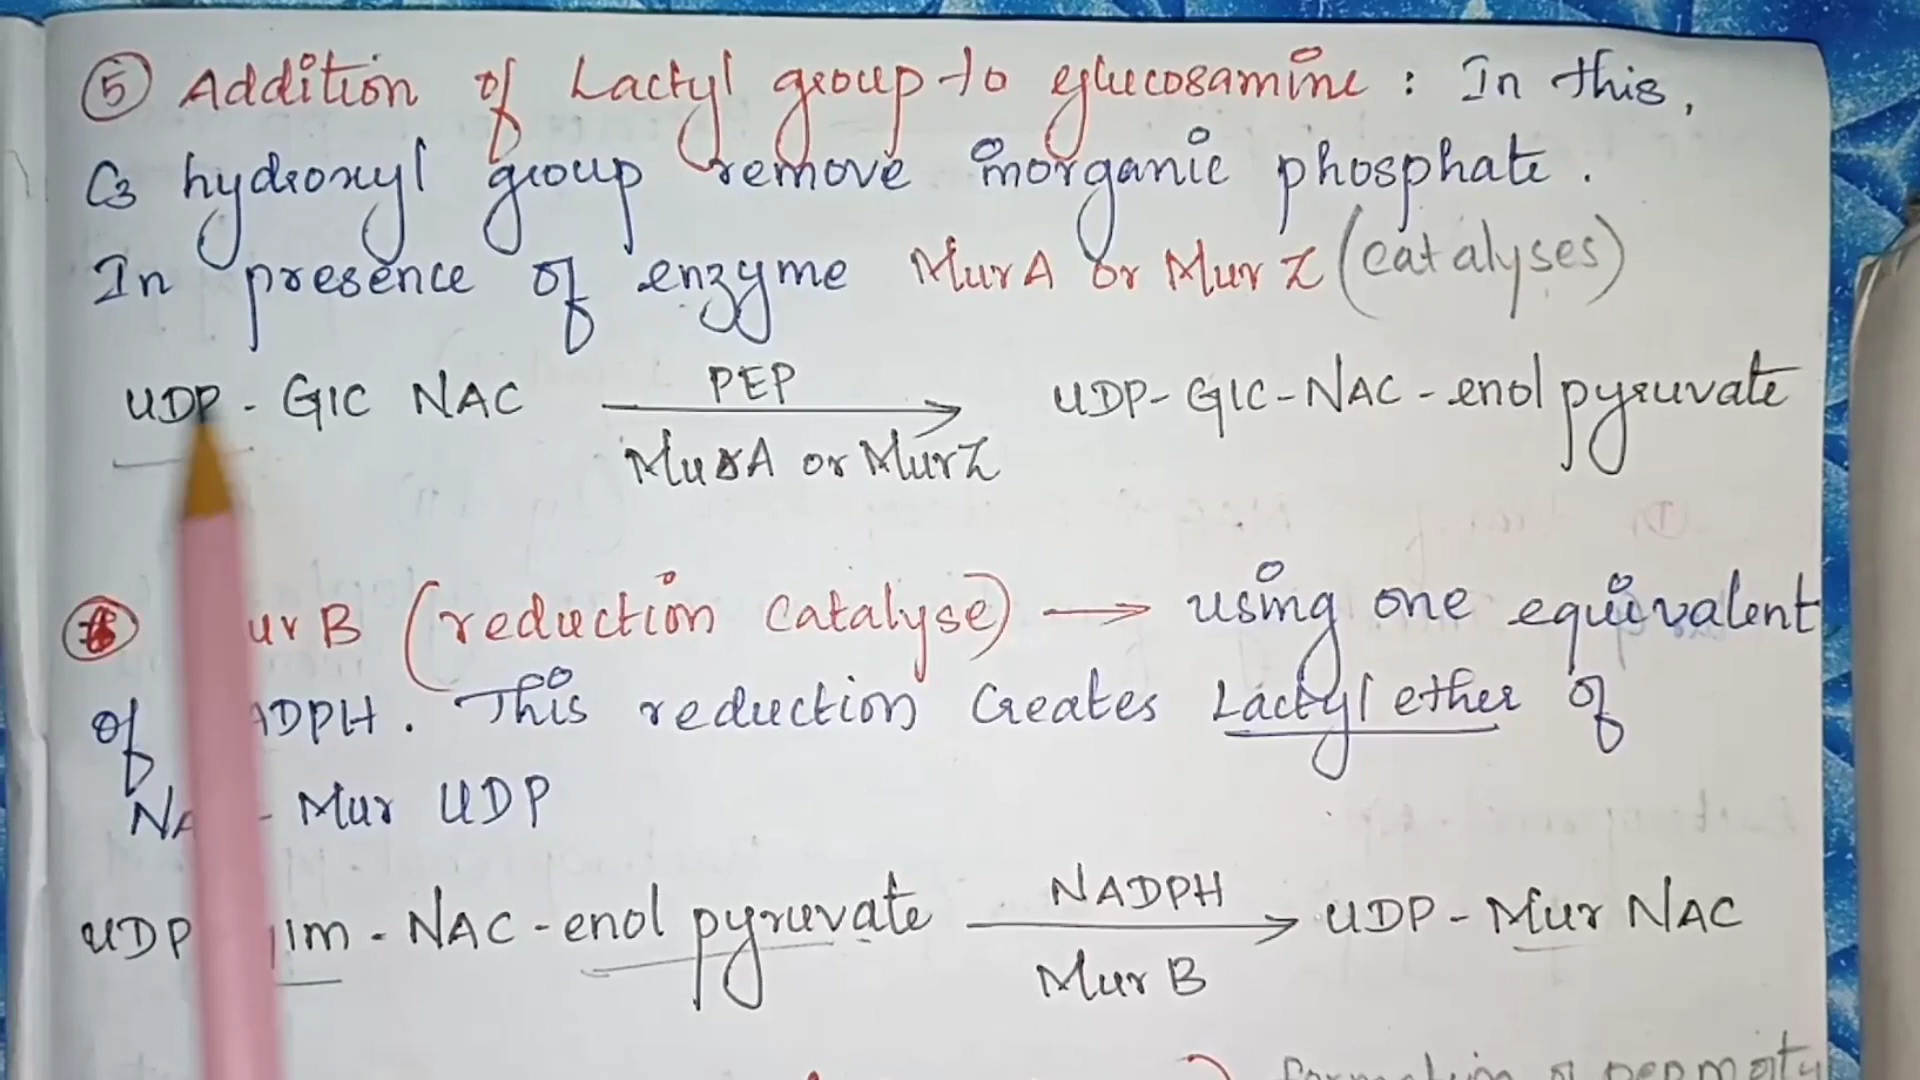 5 Addition of Lactyl group to glucosamine : In this,
C3 hydroxyl group remove inorganic phosphate.
In presence of enzyme MurA or MurZ (catalyses)
UDP - GlC NAC PEP UDP- GlC-NAC - enol pyruvate
MurA or MurZ
ur B (reduction catalyse) → using one equivalent
of ADPH. This reduction creates Lactyl ether of
NA - Mur UDP
UDP lm - NAC - enol pyruvate NADPH UDP - Mur NAC
Mur B